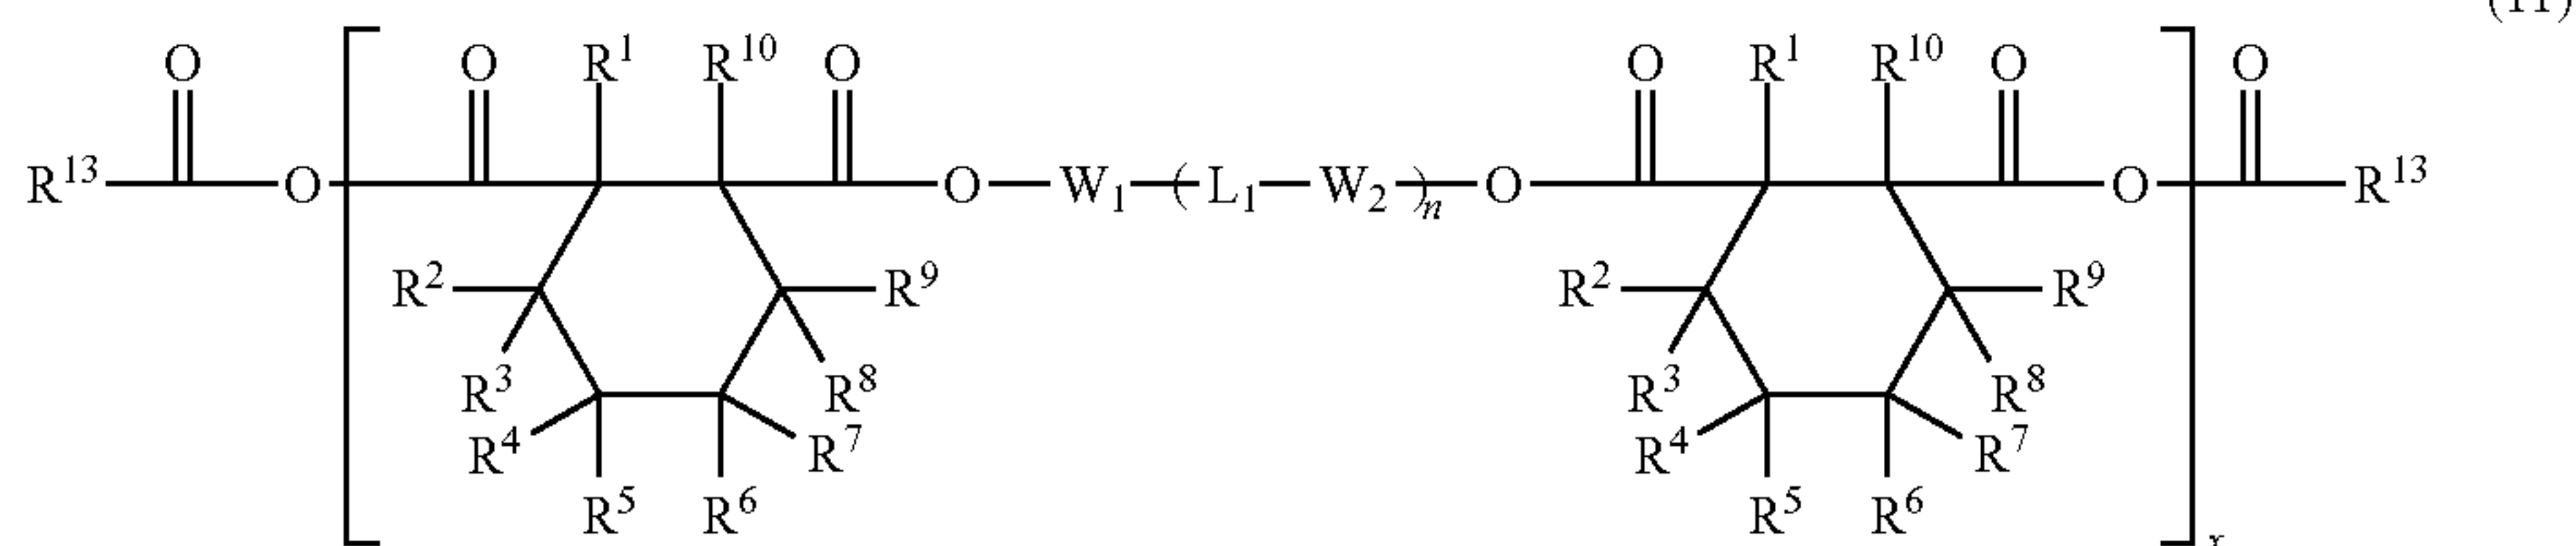 (11)
O O R¹ R¹⁰ O O R¹ R¹⁰ O O
R¹³ O O W₁ ( L₁ W₂ )ₙ O O R¹³
R² R⁹ R² R⁹
R³ R⁸ R³ R⁸
R⁴ R⁷ R⁴ R⁷
R⁵ R⁶ R⁵ R⁶
x